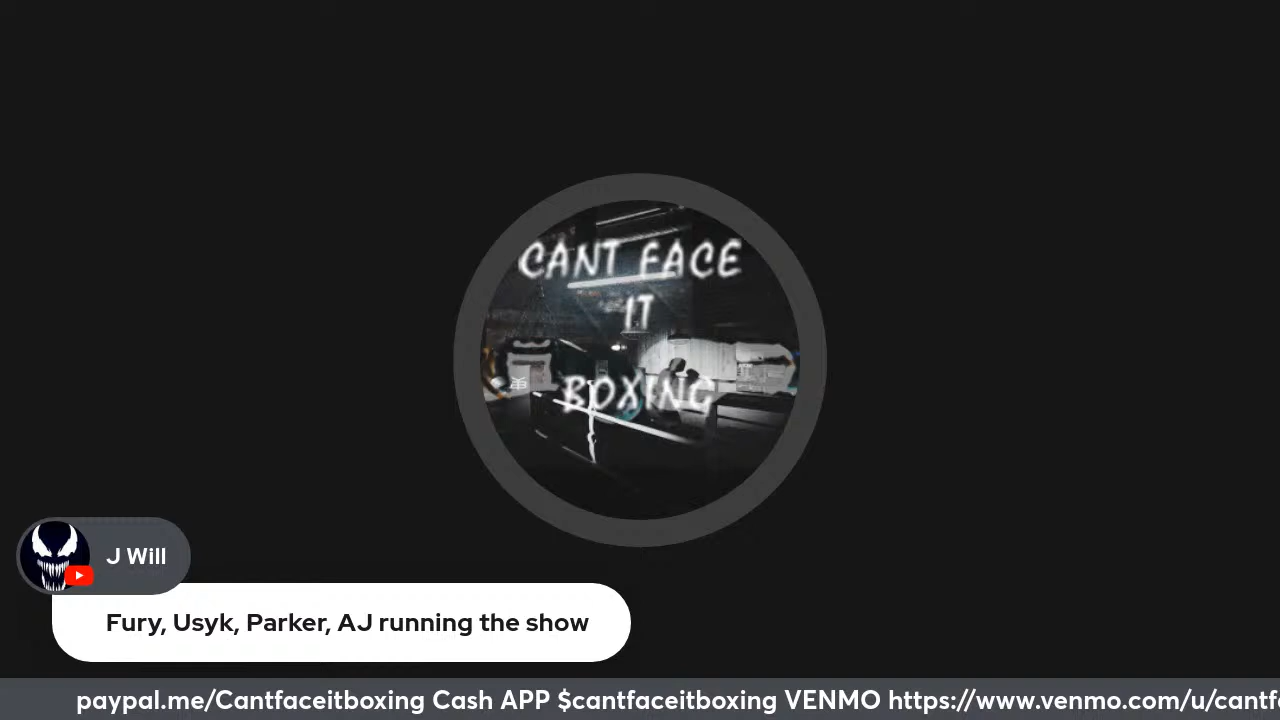 CANT FACE
IT
BOXING
J Will
Fury, Usyk, Parker, AJ running the show
paypal.me/Cantfaceitboxing Cash APP $cantfaceitboxing VENMO https://www.venmo.com/u/cantf